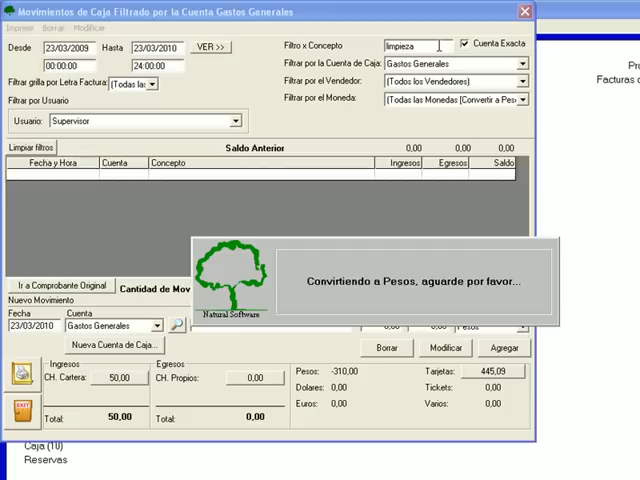 Movimientos de Caja Filtrado por la Cuenta Gastos Generales
Imprimir Borrar Modificar
Desde 23/03/2009 Hasta 23/03/2010 VER >>
00:00:00 24:00:00
Filtrar grilla por Letra Factura: (Todas las
Filtrar por Usuario
Usuario: Supervisor
Filtro x Concepto limpieza Cuenta Exacta
Filtrar por la Cuenta de Caja: Gastos Generales
Filtrar por el Vendedor: (Todos los Vendedores)
Filtrar por el Moneda: (Todas las Monedas [Convertir a Pes
Limpiar filtros Saldo Anterior 0,00 0,00 0,00
Fecha y Hora Cuenta Concepto Ingresos Egresos Saldo
Convirtiendo a Pesos, aguarde por favor...
Natural Software
Ir a Comprobante Original Cantidad de Mov
Nuevo Movimiento
Fecha Cuenta
23/03/2010 Gastos Generales 0,00 0,00 Pesos
Nueva Cuenta de Caja... Borrar Modificar Agregar
Ingresos Egresos
CH. Cartera: 50,00 CH. Propios: 0,00
Total: 50,00 Total: 0,00
Pesos: -310,00 Tarjetas: 445,09
Dolares: 0,00 Tickets: 0,00
Euros: 0,00 Varios: 0,00
EXIT
Pro
Facturas d
Caja (10)
Reservas